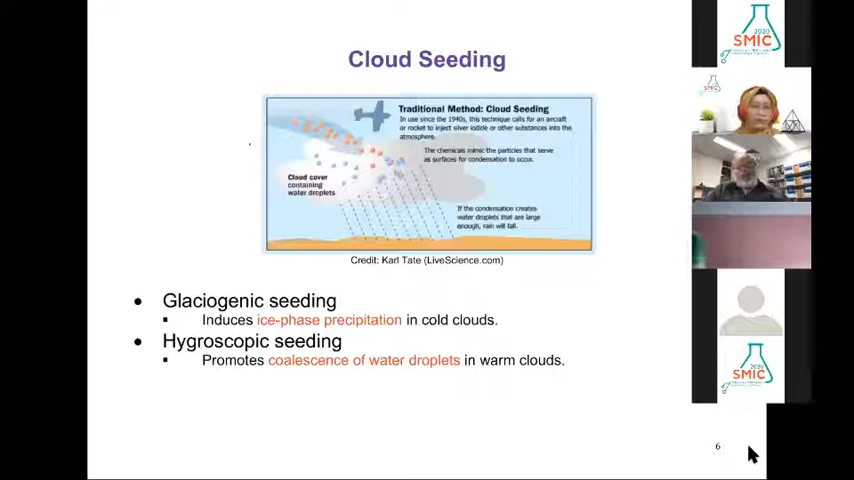 Cloud Seeding
Traditional Method: Cloud Seeding
In use since the 1940s, this technique calls for an aircraft
or rocket to inject silver iodide or other substances into the
atmosphere.
The chemicals mimic the particles that serve
as surfaces for condensation to occur.
Cloud cover
containing
water droplets
If the condensation creates
water droplets that are large
enough, rain will fall.
Credit: Karl Tate (LiveScience.com)
• Glaciogenic seeding
▪ Induces ice-phase precipitation in cold clouds.
• Hygroscopic seeding
▪ Promotes coalescence of water droplets in warm clouds.
6
2020
SMIC
SMIC
2020
SMIC